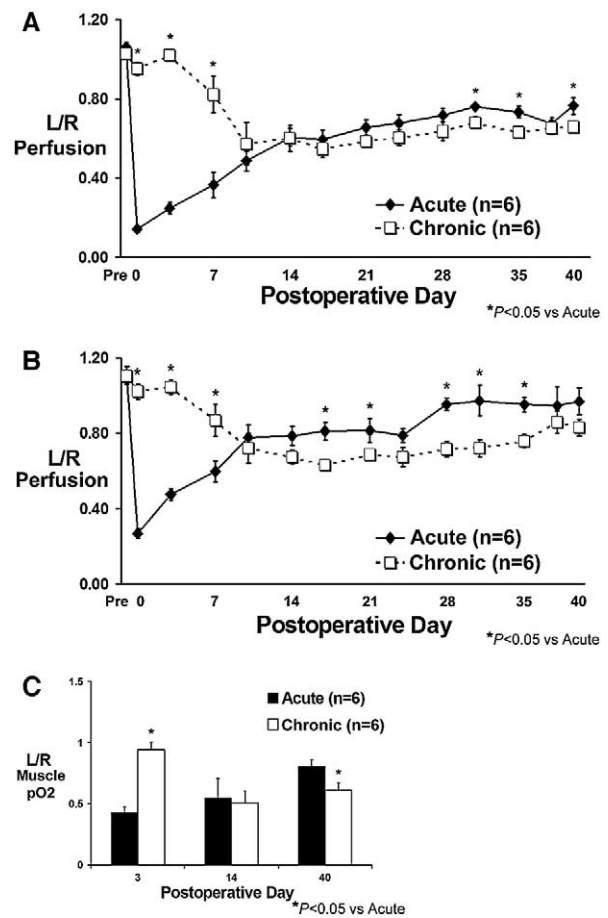 A
1.20
0.80
0.40
0.00
L/R
Perfusion
* * * * * *
Acute (n=6)
Chronic (n=6)
Pre 0 7 14 21 28 35 40
Postoperative Day
*P<0.05 vs Acute
B
1.20
0.80
0.40
0.00
L/R
Perfusion
* * * * * * * *
Acute (n=6)
Chronic (n=6)
Pre 0 7 14 21 28 35 40
Postoperative Day
*P<0.05 vs Acute
C
1.5
1
0.5
0
L/R
Muscle
pO2
Acute (n=6)
Chronic (n=6)
* *
3 14 40
Postoperative Day
*P<0.05 vs Acute